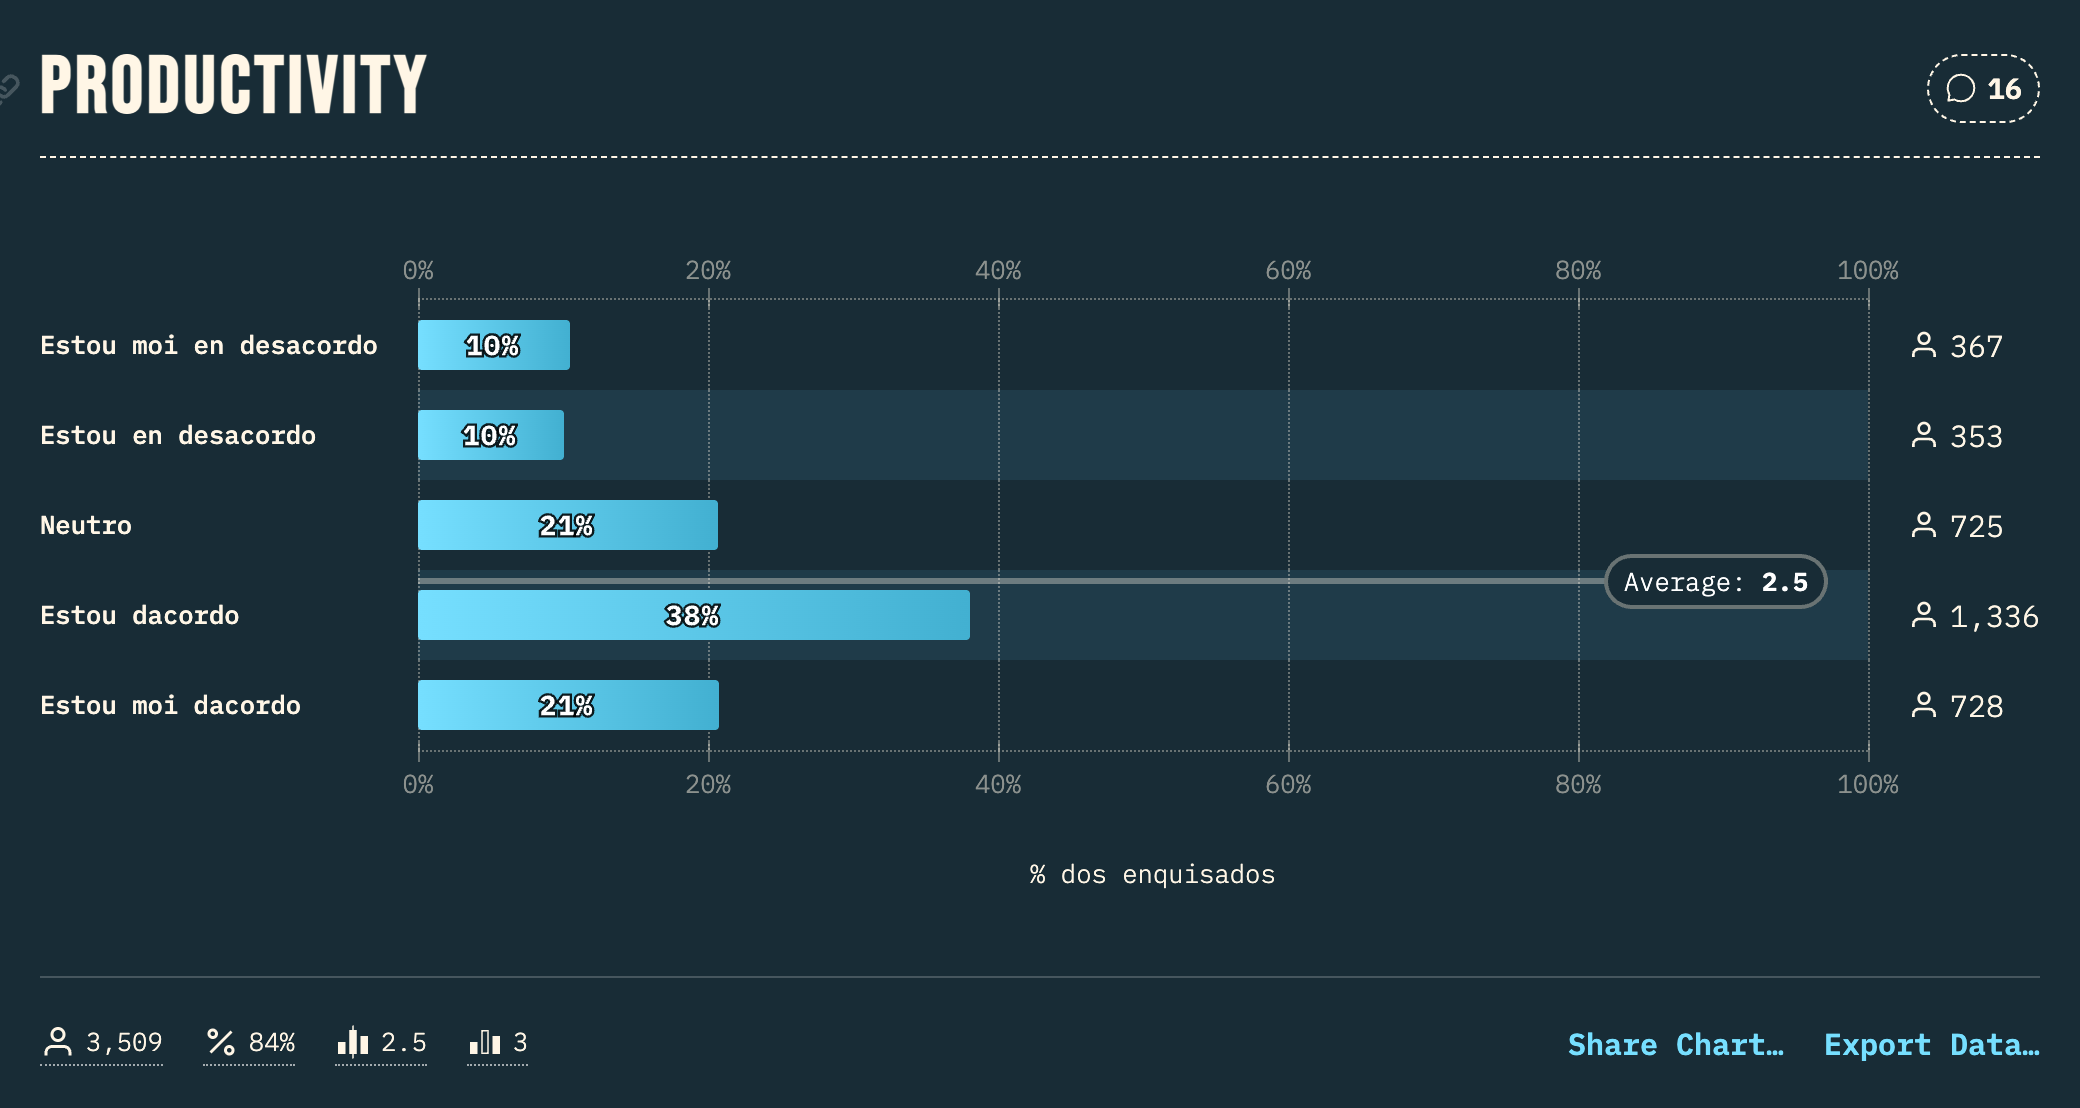 PRODUCTIVITY
16
0% 20% 40% 60% 80% 100%
Estou moi en desacordo 10% 367
Estou en desacordo 10% 353
Neutro 21% 725
Average: 2.5
Estou dacordo 38% 1,336
Estou moi dacordo 21% 728
0% 20% 40% 60% 80% 100%
% dos enquisados
3,509 84% 2.5 3 Share Chart… Export Data…